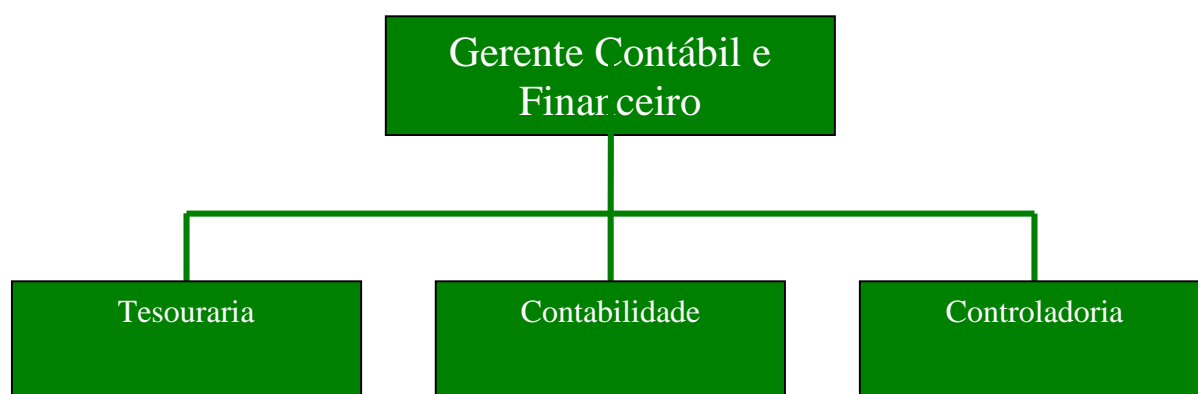 Gerente Contábil e
Financeiro
Tesouraria
Contabilidade
Controladoria